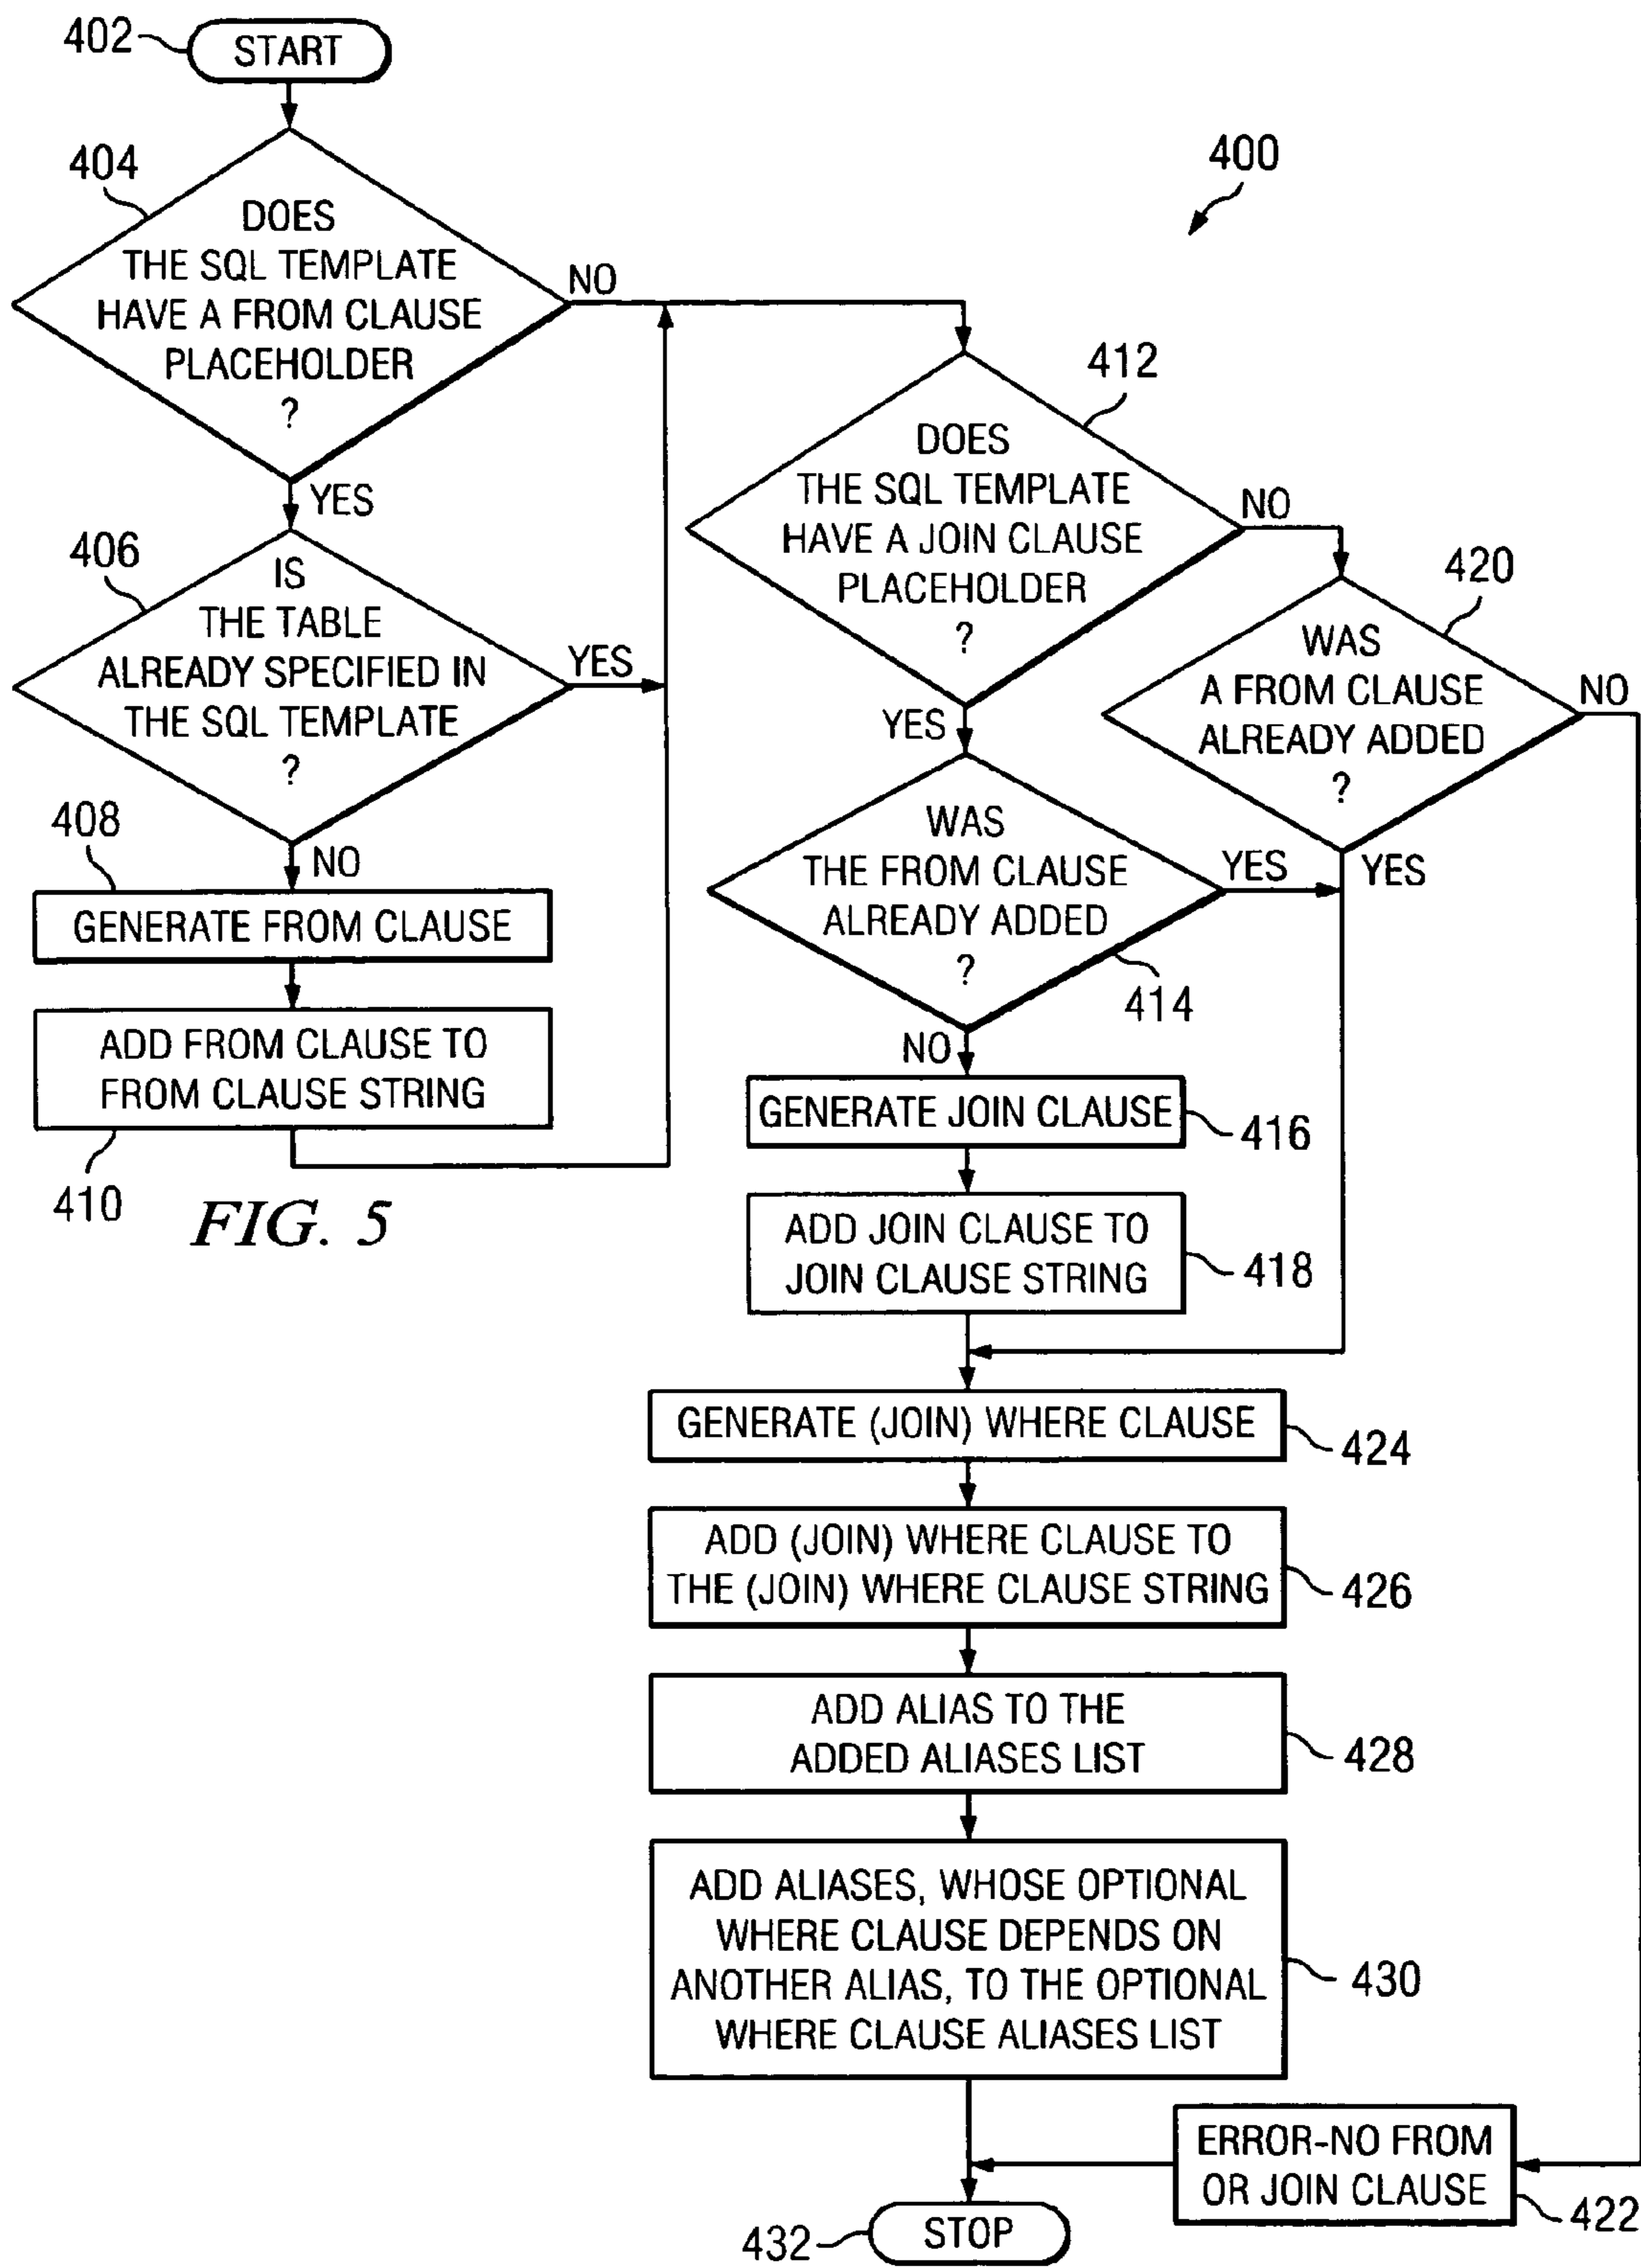 402
START
404
DOES
THE SQL TEMPLATE
HAVE A FROM CLAUSE
PLACEHOLDER
?
NO
YES
400
406
IS
THE TABLE
ALREADY SPECIFIED IN
THE SQL TEMPLATE
?
YES
NO
408
GENERATE FROM CLAUSE
ADD FROM CLAUSE TO
FROM CLAUSE STRING
410
FIG. 5
412
DOES
THE SQL TEMPLATE
HAVE A JOIN CLAUSE
PLACEHOLDER
?
NO
YES
420
WAS
A FROM CLAUSE
ALREADY ADDED
?
NO
YES
WAS
THE FROM CLAUSE
ALREADY ADDED
?
YES
414
NO
GENERATE JOIN CLAUSE
416
ADD JOIN CLAUSE TO
JOIN CLAUSE STRING
418
GENERATE (JOIN) WHERE CLAUSE
424
ADD (JOIN) WHERE CLAUSE TO
THE (JOIN) WHERE CLAUSE STRING
426
ADD ALIAS TO THE
ADDED ALIASES LIST
428
ADD ALIASES, WHOSE OPTIONAL
WHERE CLAUSE DEPENDS ON
ANOTHER ALIAS, TO THE OPTIONAL
WHERE CLAUSE ALIASES LIST
430
ERROR-NO FROM
OR JOIN CLAUSE
422
432
STOP